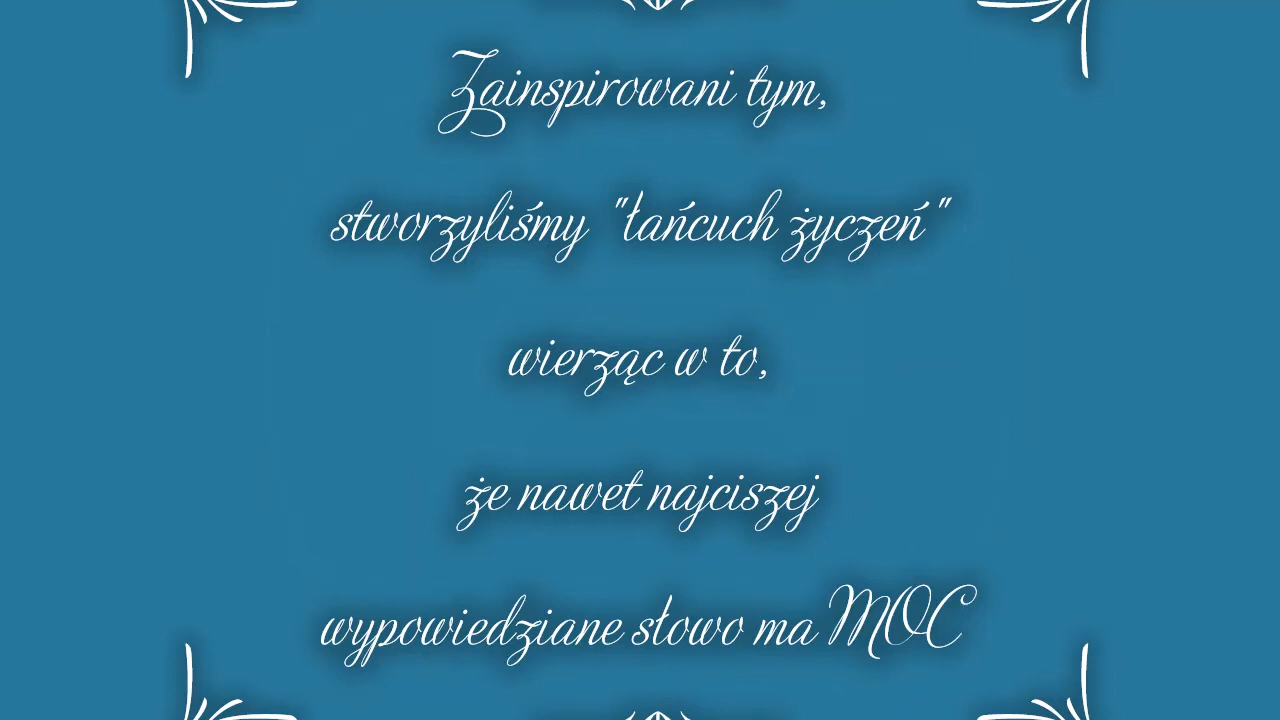 Zainspirowani tym,
stworzyliśmy "łańcuch życzeń"
wierząc w to,
że nawet najciszej
wypowiedziane słowo ma MOC